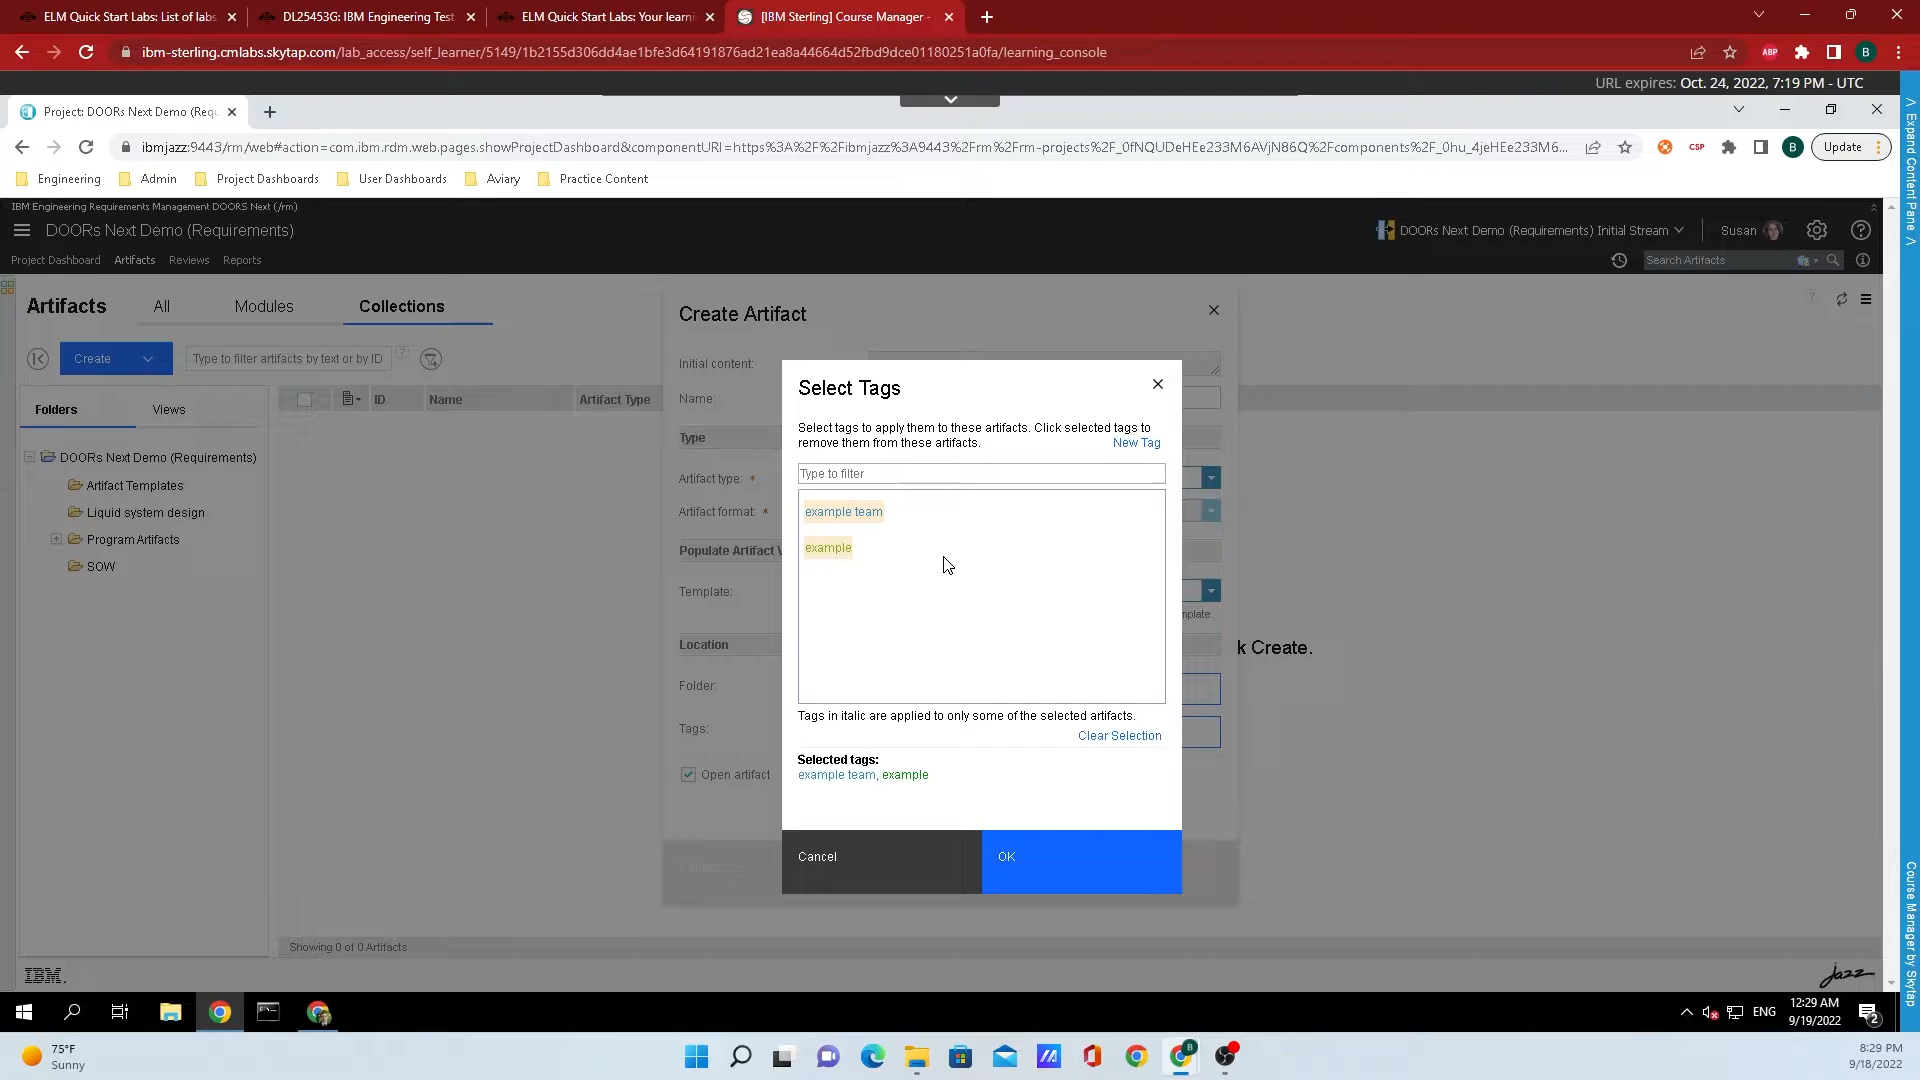 ELM Quick Start Labs: List of labs
DL25453G: IBM Engineering Test
ELM Quick Start Labs: Your learni
[IBM Sterling] Course Manager -
ibm-sterling.cmlabs.skytap.com/lab_access/self_learner/5149/1b2155d306dd4ae1bfe3d64191876ad21ea8a44664d52fbd9dce01180251a0fa/learning_console
ABP
B
URL expires: Oct. 24, 2022, 7:19 PM - UTC
Project: DOORs Next Demo (Requ
ibmjazz:9443/rm/web#action=com.ibm.rdm.web.pages.showProjectDashboard&componentURI=https%3A%2F%2Fibmjazz%3A9443%2Frm%2Frm-projects%2F_0fNQUDeHEe233M6AVjN86Q%2Fcomponents%2F_0hu_4jeHEe233M6...
CSP
B
Update
Engineering
Admin
Project Dashboards
User Dashboards
Aviary
Practice Content
IBM Engineering Requirements Management DOORS Next (/rm)
DOORs Next Demo (Requirements)
DOORs Next Demo (Requirements) Initial Stream
Susan
Project Dashboard
Artifacts
Reviews
Reports
Search Artifacts
Artifacts
All
Modules
Collections
Create
Type to filter artifacts by text or by ID
Folders
Views
ID
Name
Artifact Type
DOORs Next Demo (Requirements)
Artifact Templates
Liquid system design
Program Artifacts
SOW
Create Artifact
Initial content:
Name:
Type
Artifact type: *
Artifact format: *
Populate Artifact V
Template:
mplate.
Location
k Create.
Folder:
Tags:
Open artifact
Select Tags
Select tags to apply them to these artifacts. Click selected tags to
remove them from these artifacts.
New Tag
Type to filter
example team
example
Tags in italic are applied to only some of the selected artifacts.
Clear Selection
Selected tags:
example team, example
Cancel
OK
Showing 0 of 0 Artifacts
IBM.
Jazz
< Expand Content Pane <
Course Manager by Skytap
ENG
12:29 AM
9/19/2022
2
75°F
Sunny
B
8:29 PM
9/18/2022